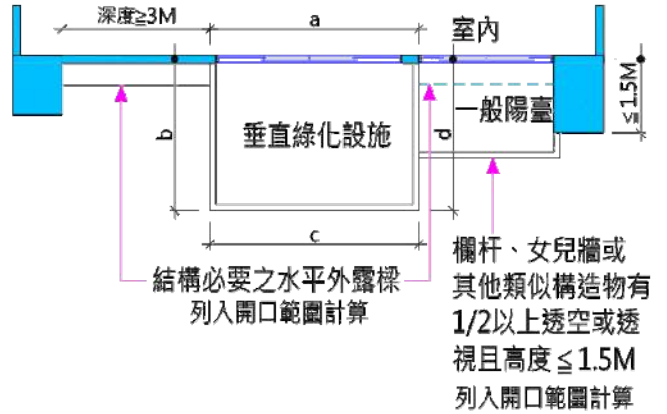 深度≧3M
a
室內
≦1.5M
一般陽臺
垂直綠化設施
b
d
c
結構必要之水平外露樑
列入開口範圍計算
欄杆、女兒牆或
其他類似構造物有
1/2以上透空或透
視且高度≦1.5M
列入開口範圍計算